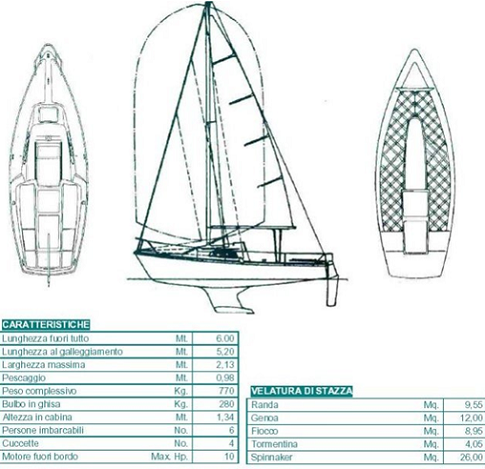 CARATTERISTICHE
Lunghezza fuori tutto Mt. 6.00
Lunghezza al galleggiamento Mt. 5,20
Larghezza massima Mt. 2,13
Pescaggio Mt. 0,98
Peso complessivo Kg. 770
Bulbo in ghisa Kg. 280
Altezza in cabina Mt. 1,34
Persone imbarcabili No. 6
Cuccette No. 4
Motore fuori bordo Max. Hp. 10
VELATURA DI STAZZA
Randa Mq. 9,55
Genoa Mq. 12,00
Fiocco Mq. 8,95
Tormentina Mq. 4,05
Spinnaker Mq. 26,00